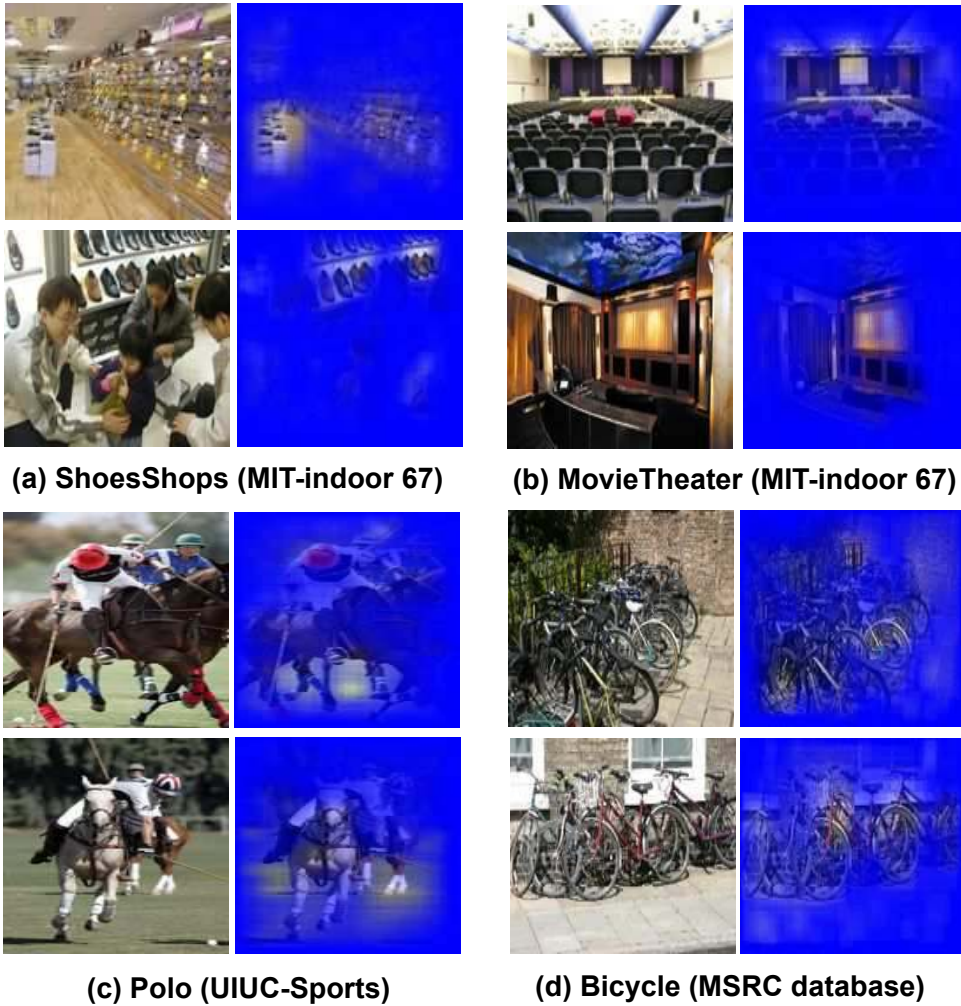 (a) ShoesShops (MIT-indoor 67)
(b) MovieTheater (MIT-indoor 67)
(c) Polo (UIUC-Sports)
(d) Bicycle (MSRC database)